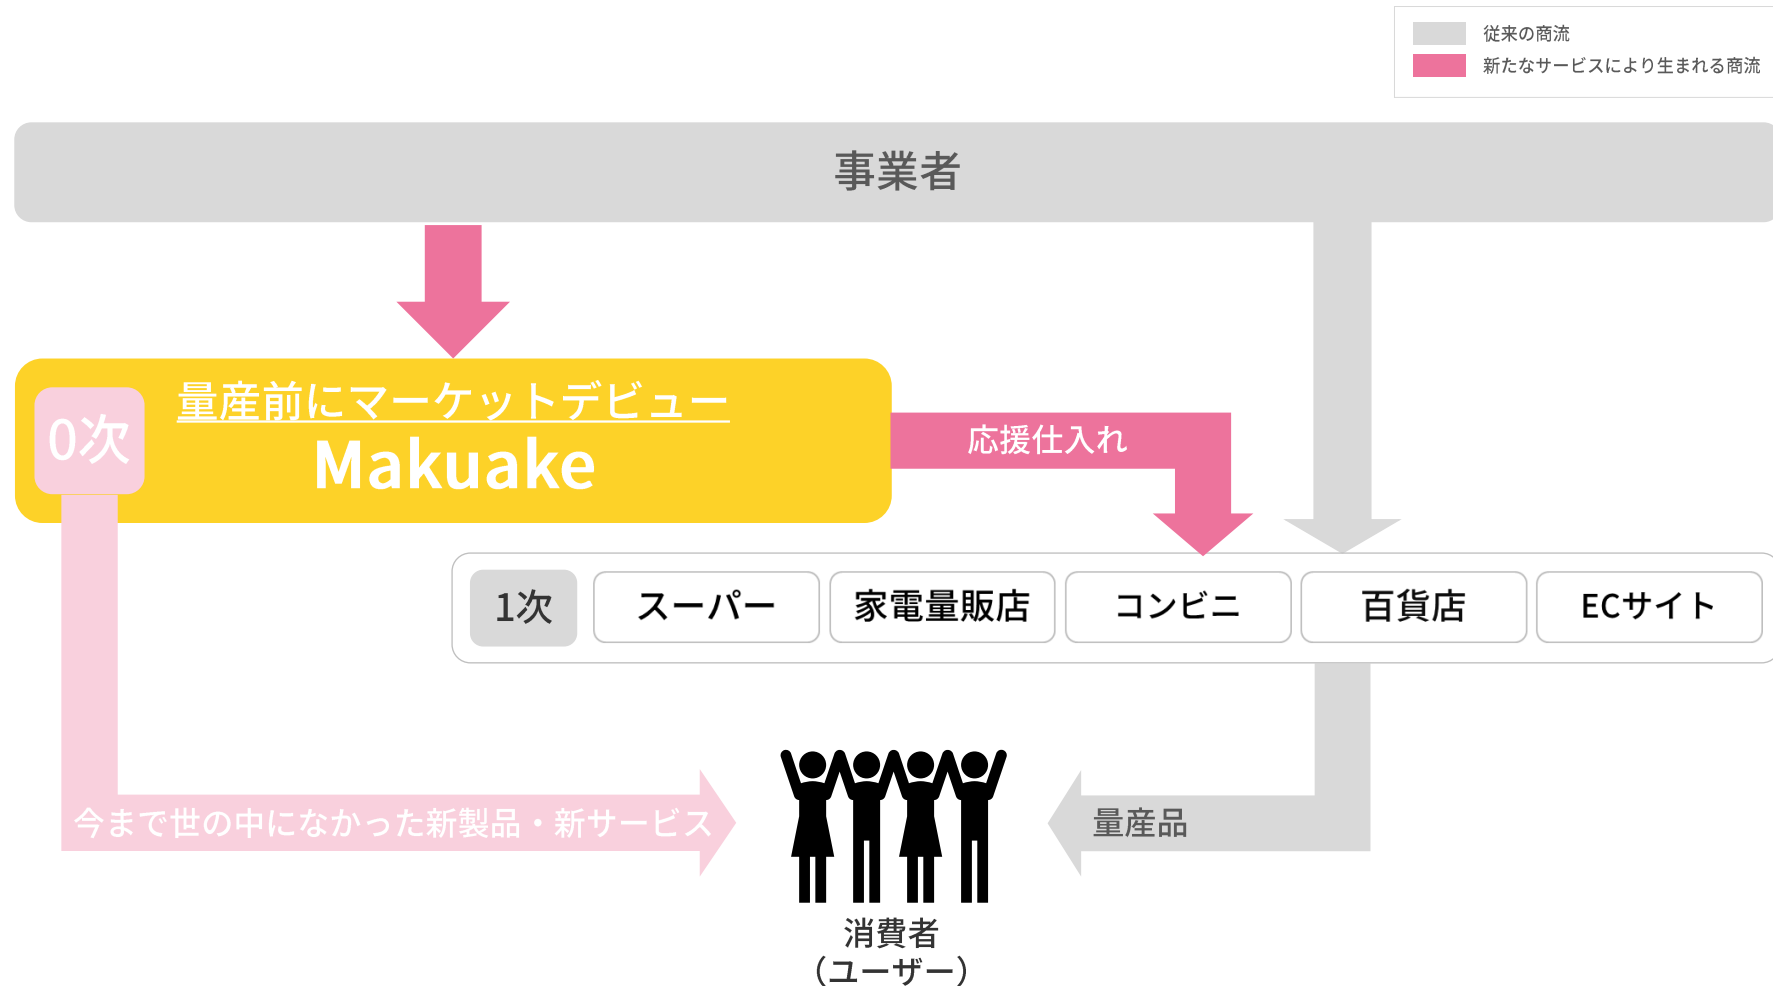 従来の商流
新たなサービスにより生まれる商流
事業者
0次
量産前にマーケットデビュー
Makuake
応援仕入れ
1次
スーパー
家電量販店
コンビニ
百貨店
ECサイト
今まで世の中になかった新製品・新サービス
量産品
消費者
（ユーザー）